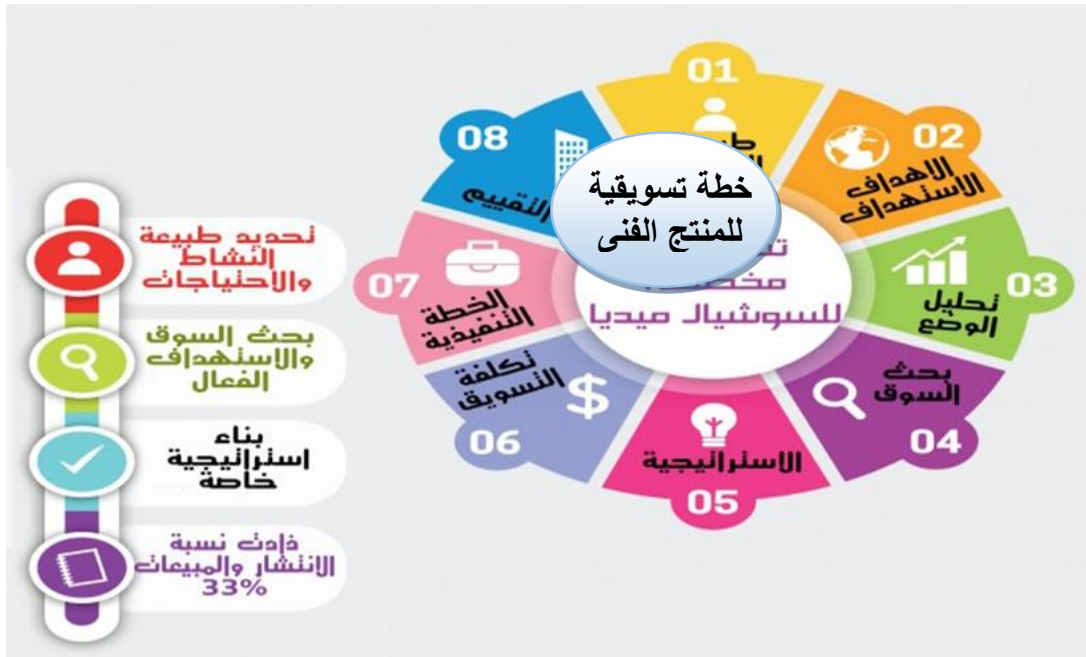 01
02
الاهداف
الاستهداف
03
تحليل
الوضع
04
بحث
السوق
05
الاستراتيجية
06
تكلفة
التسويق
$
07
الخطة
التنفيذية
08
التقييم
خطة تسويقية
للمنتج الفنى
للسوشيال ميديا
تحديد طبيعة
النشاط
والاحتياجات
بحث السوق
والاستهداف
الفعال
بناء
استراتيجية
خاصة
ذادت نسبة
الانتشار والمبيعات
33%